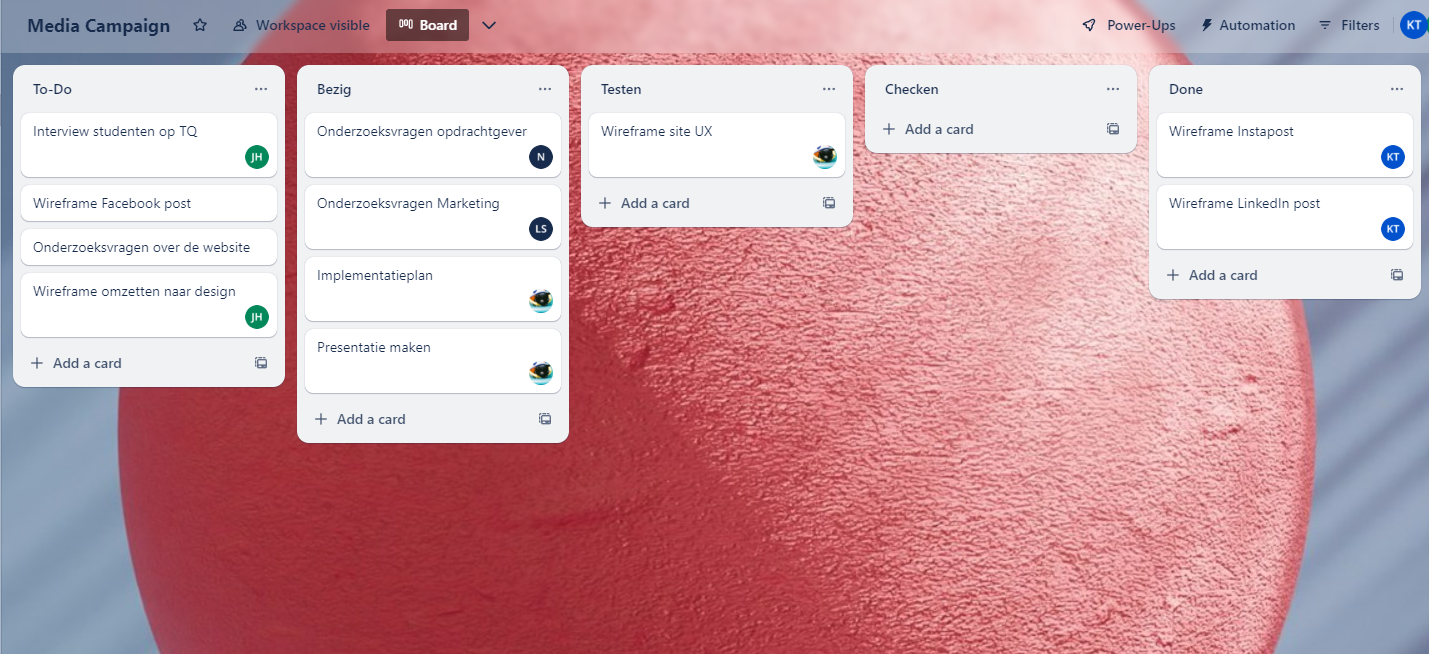 Media Campaign
Workspace visible
Board
Power-Ups
Automation
Filters
KT
To-Do
Interview studenten op TQ
JH
Wireframe Facebook post
Onderzoeksvragen over de website
Wireframe omzetten naar design
JH
Add a card
Bezig
Onderzoeksvragen opdrachtgever
N
Onderzoeksvragen Marketing
LS
Implementatieplan
Presentatie maken
Add a card
Testen
Wireframe site UX
Add a card
Checken
Add a card
Done
Wireframe Instapost
KT
Wireframe LinkedIn post
KT
Add a card